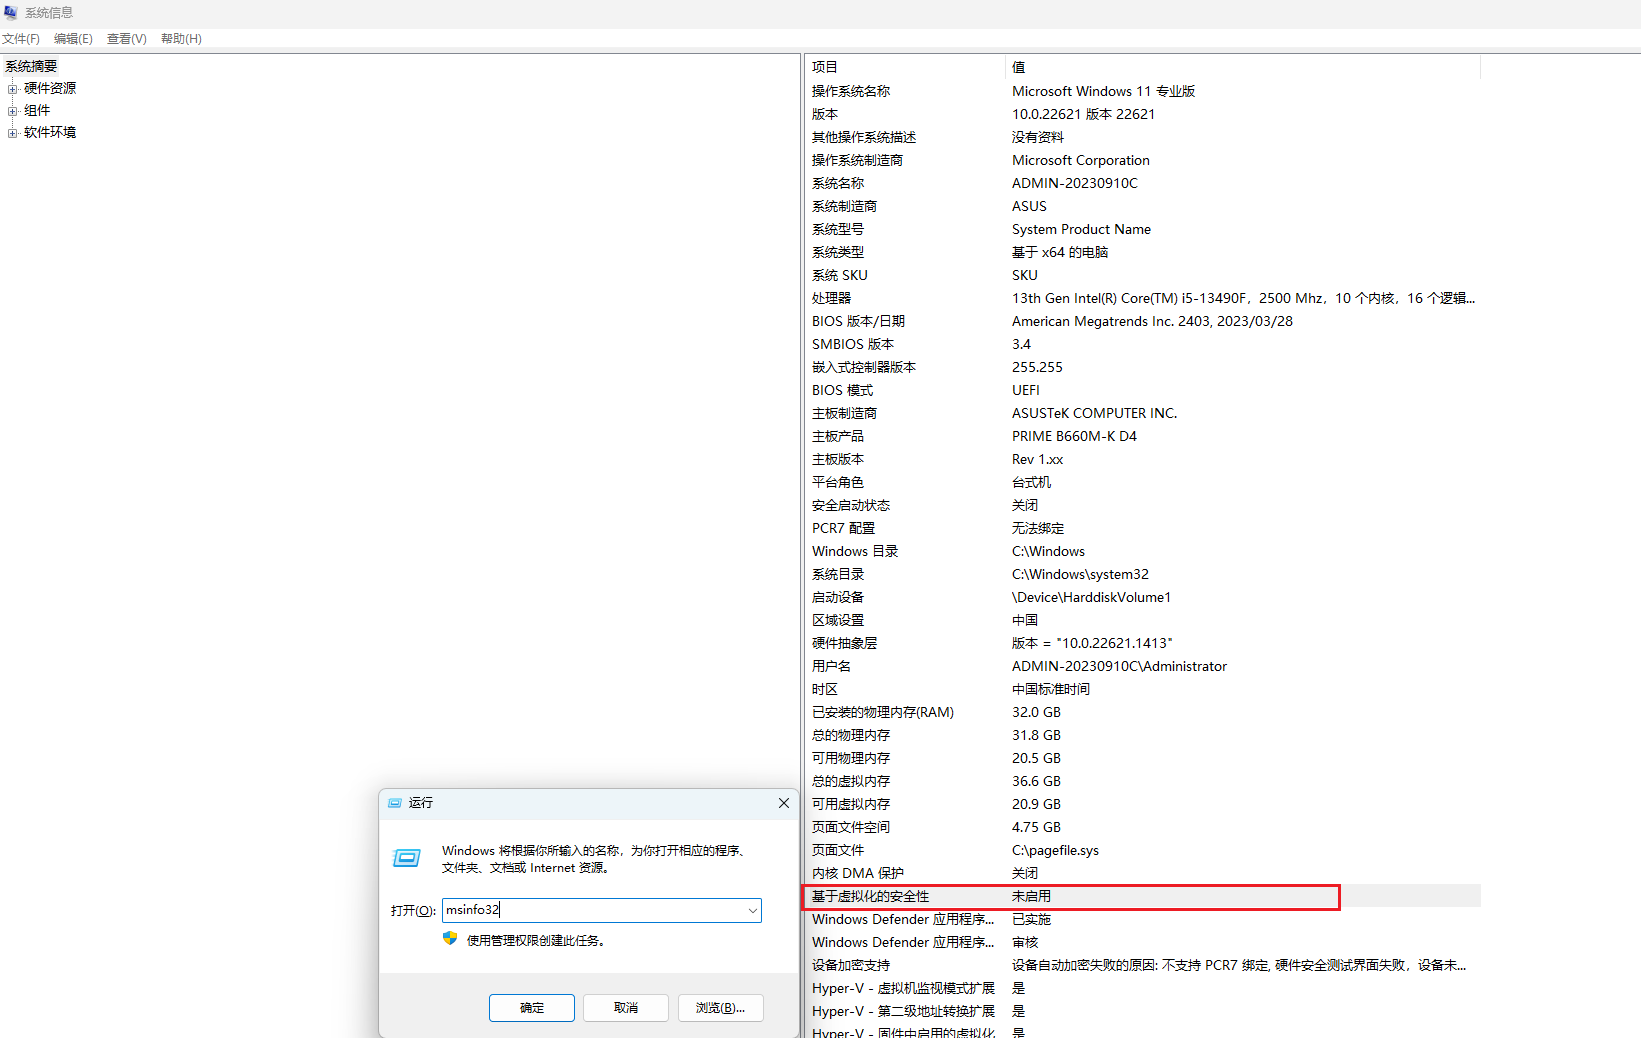 系统信息
文件(F) 编辑(E) 查看(V) 帮助(H)
系统摘要
硬件资源
组件
软件环境
项目 值
操作系统名称 Microsoft Windows 11 专业版
版本 10.0.22621 版本 22621
其他操作系统描述 没有资料
操作系统制造商 Microsoft Corporation
系统名称 ADMIN-20230910C
系统制造商 ASUS
系统型号 System Product Name
系统类型 基于 x64 的电脑
系统 SKU SKU
处理器 13th Gen Intel(R) Core(TM) i5-13490F，2500 Mhz，10 个内核，16 个逻辑...
BIOS 版本/日期 American Megatrends Inc. 2403, 2023/03/28
SMBIOS 版本 3.4
嵌入式控制器版本 255.255
BIOS 模式 UEFI
主板制造商 ASUSTeK COMPUTER INC.
主板产品 PRIME B660M-K D4
主板版本 Rev 1.xx
平台角色 台式机
安全启动状态 关闭
PCR7 配置 无法绑定
Windows 目录 C:\Windows
系统目录 C:\Windows\system32
启动设备 \Device\HarddiskVolume1
区域设置 中国
硬件抽象层 版本 = "10.0.22621.1413"
用户名 ADMIN-20230910C\Administrator
时区 中国标准时间
已安装的物理内存(RAM) 32.0 GB
总的物理内存 31.8 GB
可用物理内存 20.5 GB
总的虚拟内存 36.6 GB
可用虚拟内存 20.9 GB
页面文件空间 4.75 GB
页面文件 C:\pagefile.sys
内核 DMA 保护 关闭
基于虚拟化的安全性 未启用
Windows Defender 应用程序... 已实施
Windows Defender 应用程序... 审核
设备加密支持 设备自动加密失败的原因: 不支持 PCR7 绑定, 硬件安全测试界面失败，设备未...
Hyper-V - 虚拟机监视模式扩展 是
Hyper-V - 第二级地址转换扩展 是
Hyper-V - 固件中启用的虚拟化 是
运行
Windows 将根据你所输入的名称，为你打开相应的程序、
文件夹、文档或 Internet 资源。
打开(O): msinfo32
使用管理权限创建此任务。
确定 取消 浏览(B)...